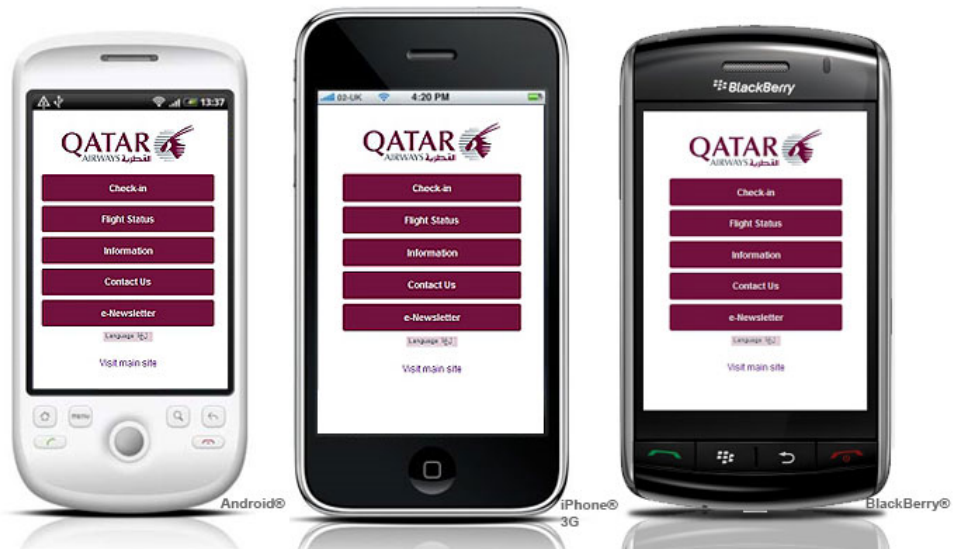 13:37
QATAR
AIRWAYS القطرية
Check-in
Flight Status
Information
Contact Us
e-Newsletter
Language
Visit main site
menu
Android®
02-UK
4:20 PM
QATAR
AIRWAYS القطرية
Check-in
Flight Status
Information
Contact Us
e-Newsletter
Language
Visit main site
iPhone®
3G
BlackBerry
QATAR
AIRWAYS القطرية
Check-in
Flight Status
Information
Contact Us
e-Newsletter
Language
Visit main site
BlackBerry®